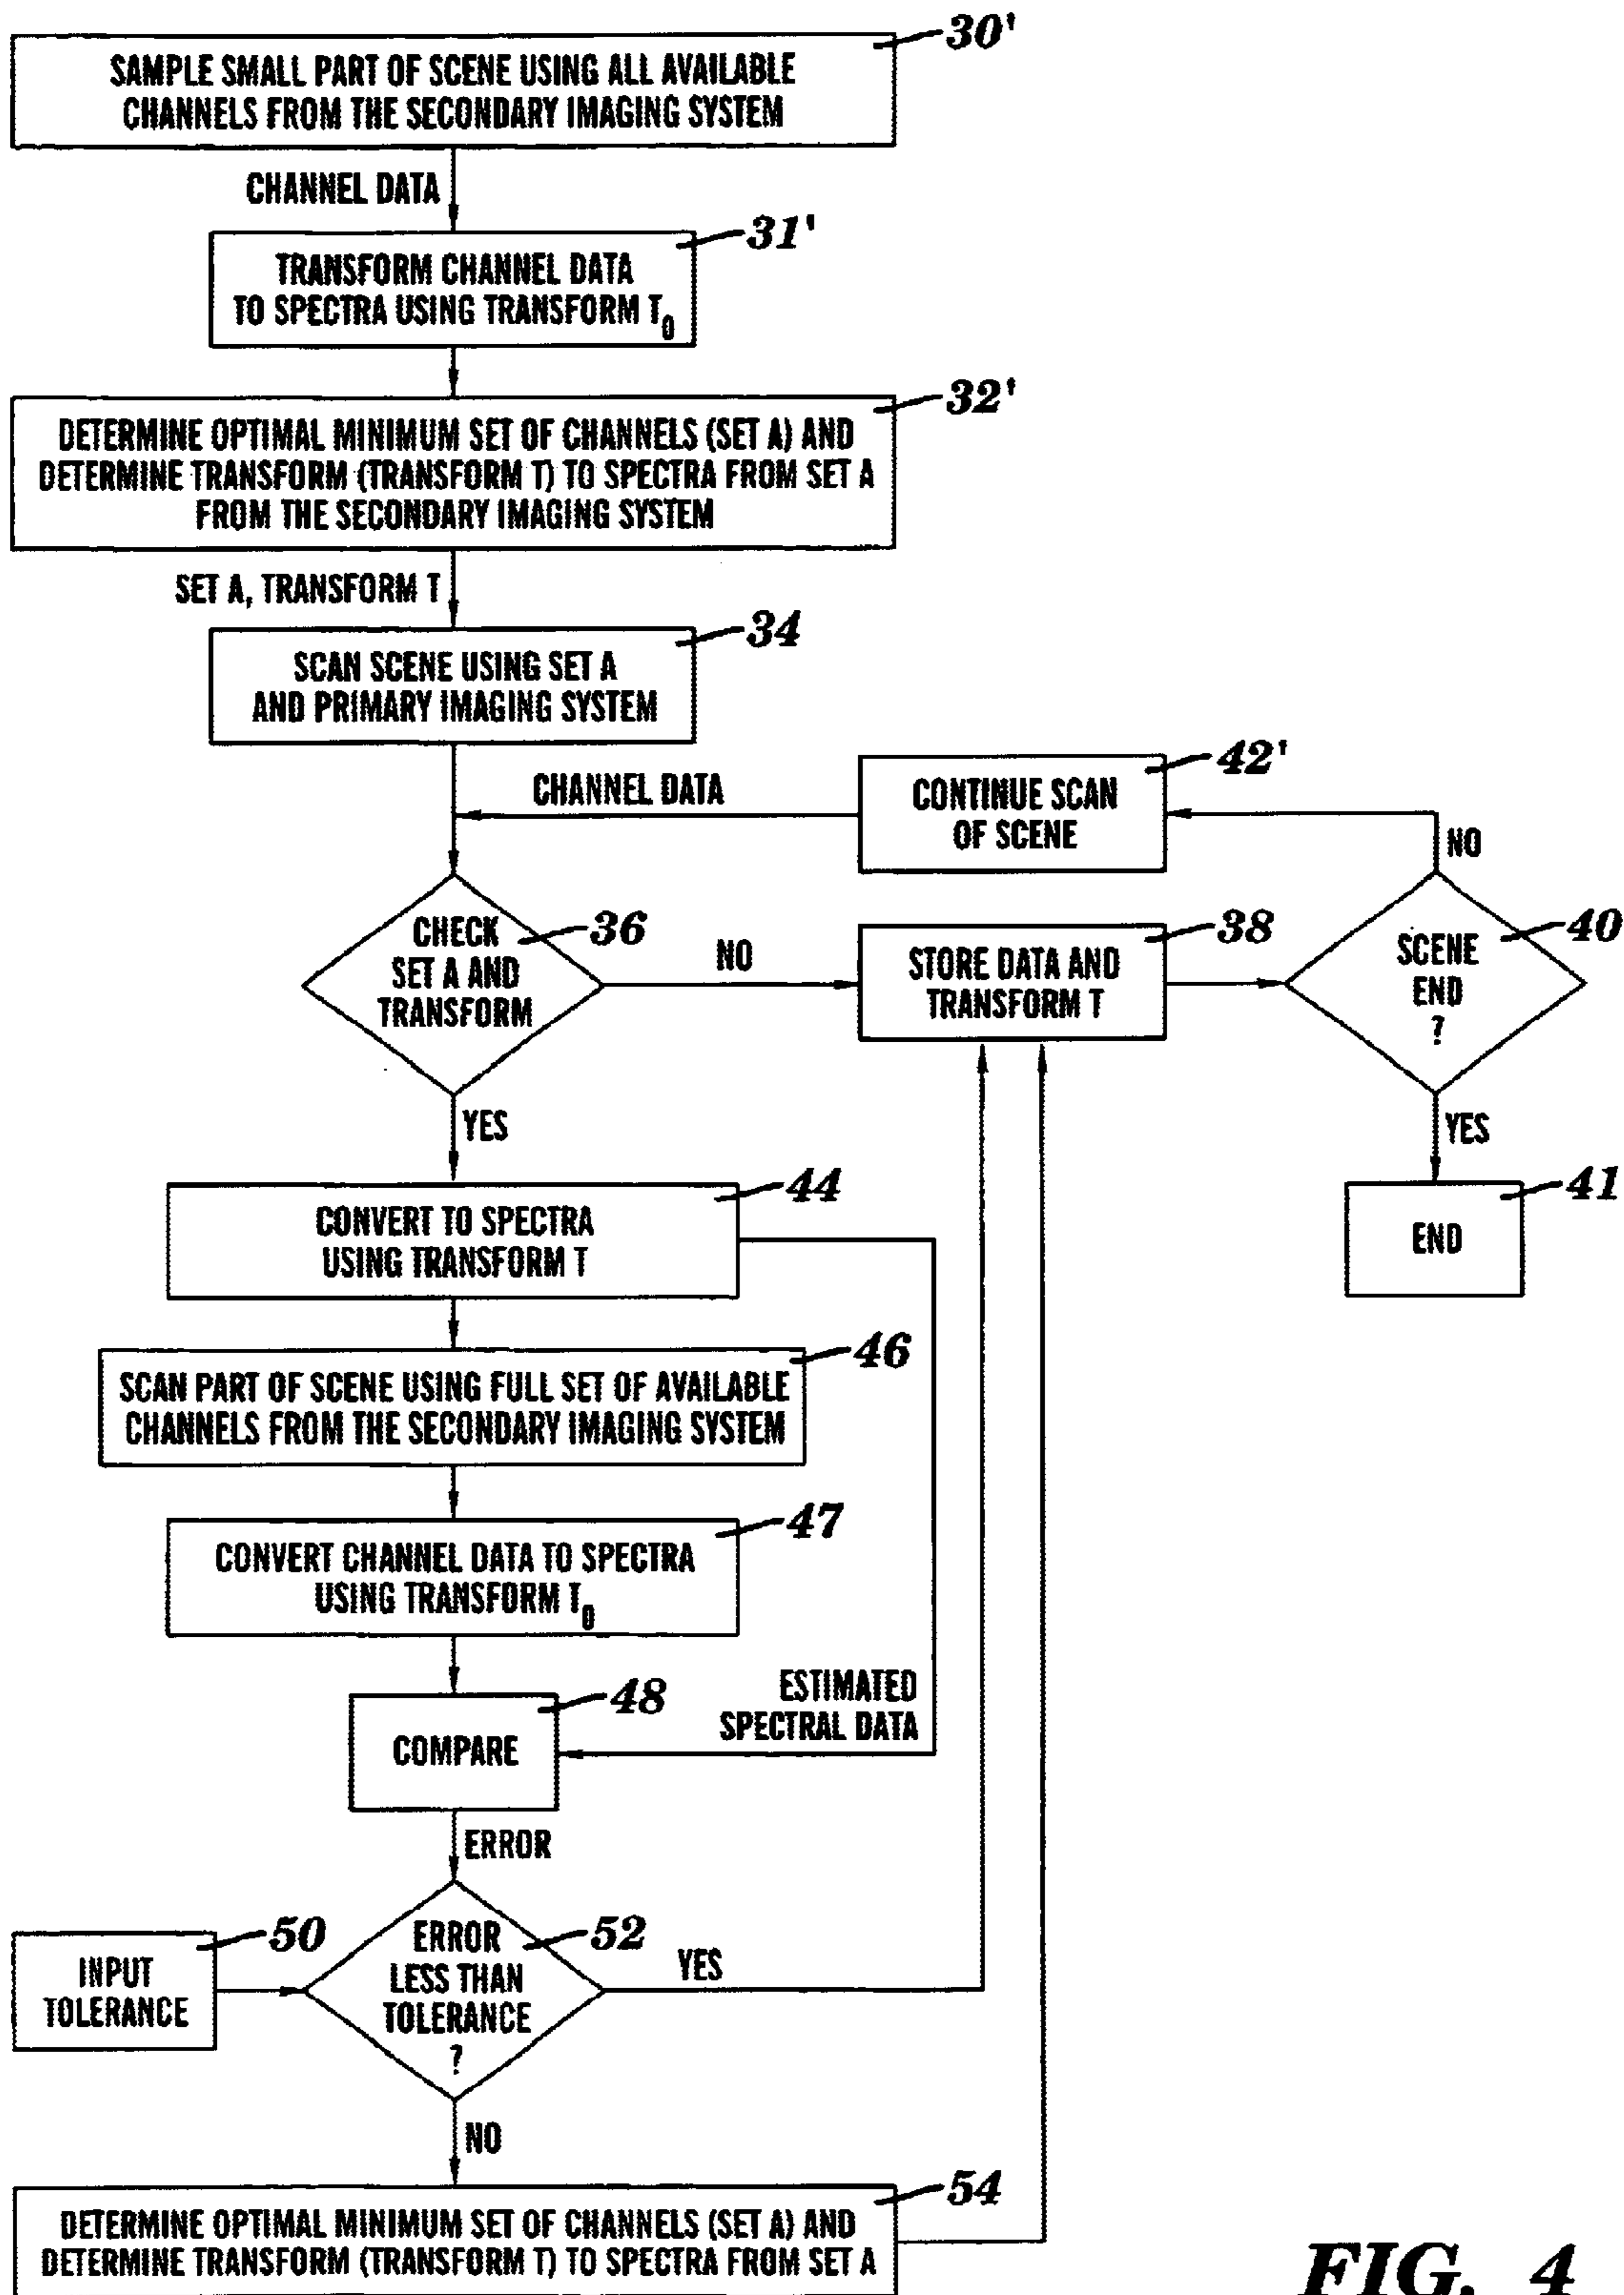 30'
SAMPLE SMALL PART OF SCENE USING ALL AVAILABLE
CHANNELS FROM THE SECONDARY IMAGING SYSTEM
CHANNEL DATA
31'
TRANSFORM CHANNEL DATA
TO SPECTRA USING TRANSFORM T0
32'
DETERMINE OPTIMAL MINIMUM SET OF CHANNELS (SET A) AND
DETERMINE TRANSFORM (TRANSFORM T) TO SPECTRA FROM SET A
FROM THE SECONDARY IMAGING SYSTEM
SET A, TRANSFORM T
34
SCAN SCENE USING SET A
AND PRIMARY IMAGING SYSTEM
42'
CONTINUE SCAN
OF SCENE
CHANNEL DATA
NO
36
CHECK
SET A AND
TRANSFORM
NO
38
STORE DATA AND
TRANSFORM T
40
SCENE
END
?
YES
YES
41
END
44
CONVERT TO SPECTRA
USING TRANSFORM T
46
SCAN PART OF SCENE USING FULL SET OF AVAILABLE
CHANNELS FROM THE SECONDARY IMAGING SYSTEM
47
CONVERT CHANNEL DATA TO SPECTRA
USING TRANSFORM T0
48
COMPARE
ESTIMATED
SPECTRAL DATA
ERROR
50
INPUT
TOLERANCE
52
ERROR
LESS THAN
TOLERANCE
?
YES
NO
54
DETERMINE OPTIMAL MINIMUM SET OF CHANNELS (SET A) AND
DETERMINE TRANSFORM (TRANSFORM T) TO SPECTRA FROM SET A
FIG. 4